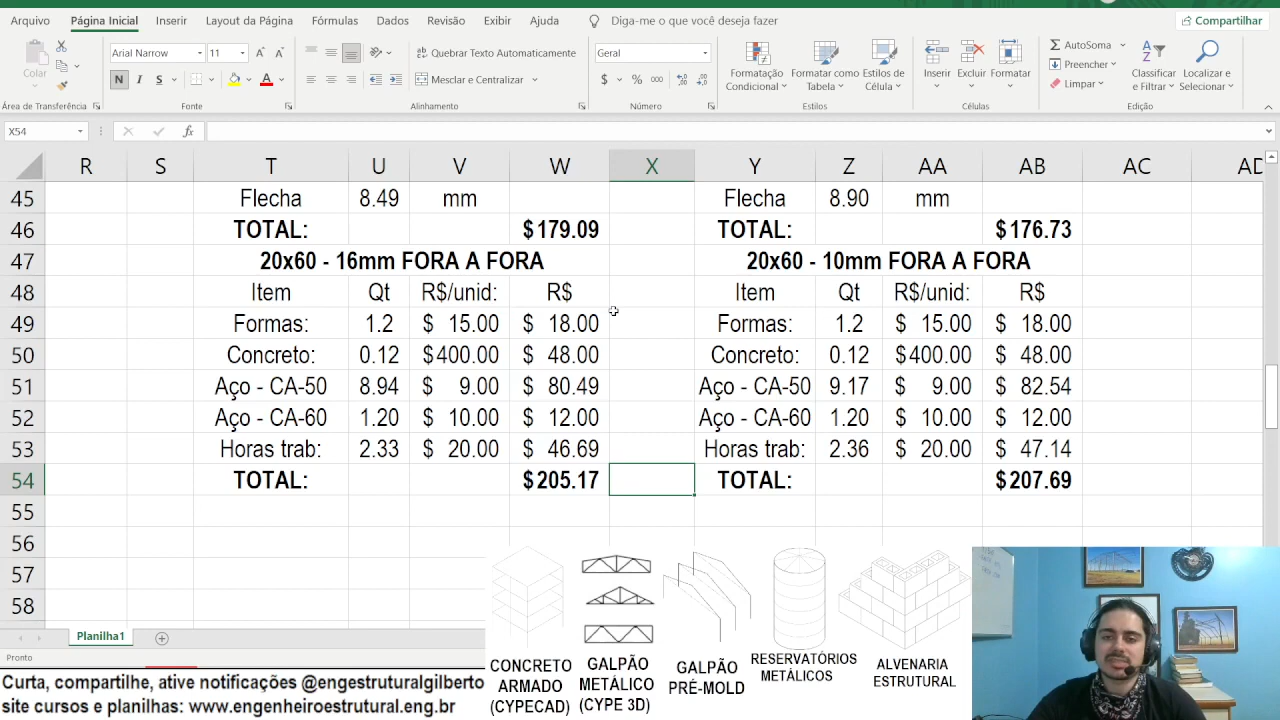 Arquivo Página Inicial Inserir Layout da Página Fórmulas Dados Revisão Exibir Ajuda Diga-me o que você deseja fazer Compartilhar
Colar
Arial Narrow 11
N I S
Quebrar Texto Automaticamente
Mesclar e Centralizar
Geral
$ % 000
Formatação Condicional
Formatar como Tabela
Estilos de Célula
Inserir Excluir Formatar
AutoSoma
Preencher
Limpar
Classificar e Filtrar
Localizar e Selecionar
Área de Transferência Fonte Alinhamento Número Estilos Células Edição
X54 fx
R S T U V W X Y Z AA AB AC AD
45 Flecha 8.49 mm Flecha 8.90 mm
46 TOTAL: $179.09 TOTAL: $176.73
47 20x60 - 16mm FORA A FORA 20x60 - 10mm FORA A FORA
48 Item Qt R$/unid: R$ Item Qt R$/unid: R$
49 Formas: 1.2 $ 15.00 $ 18.00 Formas: 1.2 $ 15.00 $ 18.00
50 Concreto: 0.12 $400.00 $ 48.00 Concreto: 0.12 $400.00 $ 48.00
51 Aço - CA-50 8.94 $ 9.00 $ 80.49 Aço - CA-50 9.17 $ 9.00 $ 82.54
52 Aço - CA-60 1.20 $ 10.00 $ 12.00 Aço - CA-60 1.20 $ 10.00 $ 12.00
53 Horas trab: 2.33 $ 20.00 $ 46.69 Horas trab: 2.36 $ 20.00 $ 47.14
54 TOTAL: $205.17 TOTAL: $207.69
55
56
57
58
Planilha1
Pronto
Curta, compartilhe, ative notificações @engestruturalgilberto
site cursos e planilhas: www.engenheiroestrutural.eng.br
CONCRETO
ARMADO
(CYPECAD)
GALPÃO
METÁLICO
(CYPE 3D)
GALPÃO
PRÉ-MOLD
RESERVATÓRIOS
METÁLICOS
ALVENARIA
ESTRUTURAL